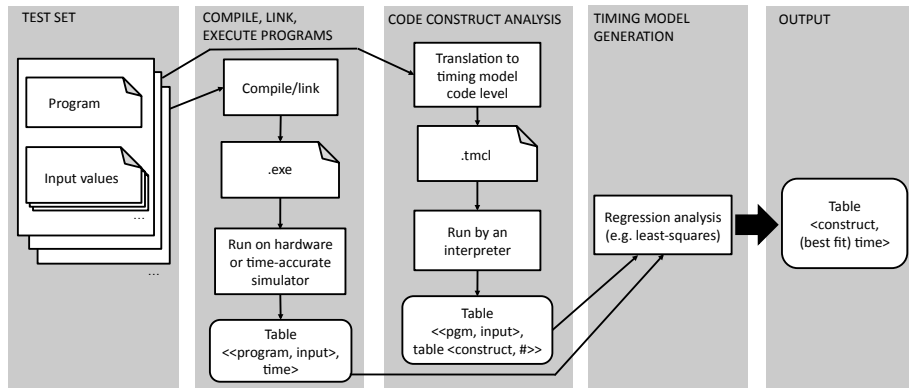 TEST SET
Program
Input values
...
...
COMPILE, LINK,
EXECUTE PROGRAMS
Compile/link
.exe
Run on hardware
or time-accurate
simulator
Table
<<program, input>,
time>
CODE CONSTRUCT ANALYSIS
Translation to
timing model
code level
.tmcl
Run by an
interpreter
Table
<<pgm, input>,
table <construct, #>>
TIMING MODEL
GENERATION
Regression analysis
(e.g. least-squares)
OUTPUT
Table
<construct,
(best fit) time>